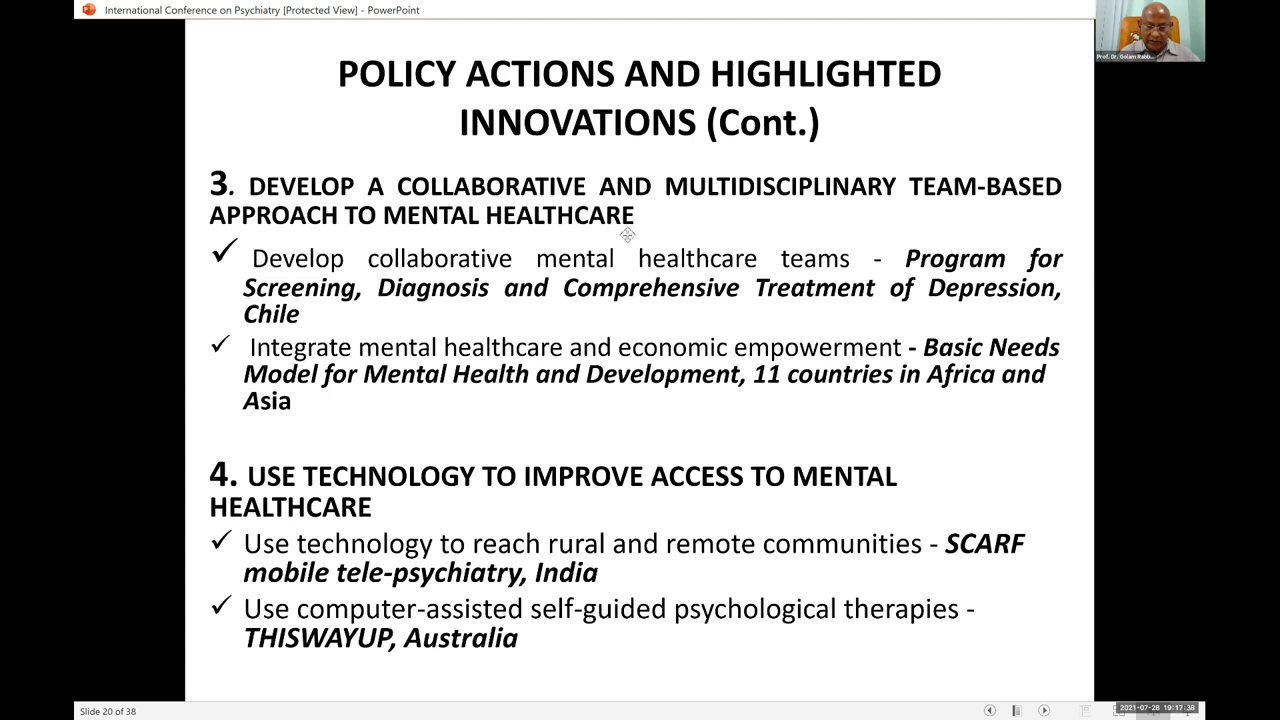 International Conference on Psychiatry [Protected View] - PowerPoint
Prof. Dr. Golam Rabb...
POLICY ACTIONS AND HIGHLIGHTED
INNOVATIONS (Cont.)
3. DEVELOP A COLLABORATIVE AND MULTIDISCIPLINARY TEAM-BASED
APPROACH TO MENTAL HEALTHCARE
✓ Develop collaborative mental healthcare teams - Program for
Screening, Diagnosis and Comprehensive Treatment of Depression,
Chile
✓ Integrate mental healthcare and economic empowerment - Basic Needs
Model for Mental Health and Development, 11 countries in Africa and
Asia
4. USE TECHNOLOGY TO IMPROVE ACCESS TO MENTAL
HEALTHCARE
✓ Use technology to reach rural and remote communities - SCARF
mobile tele-psychiatry, India
✓ Use computer-assisted self-guided psychological therapies -
THISWAYUP, Australia
Slide 20 of 38
2021-07-28 19:17:38